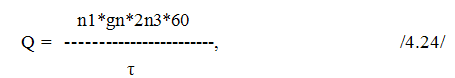 n1*gn*2n3*60
Q = -------------------------, /4.24/
τ